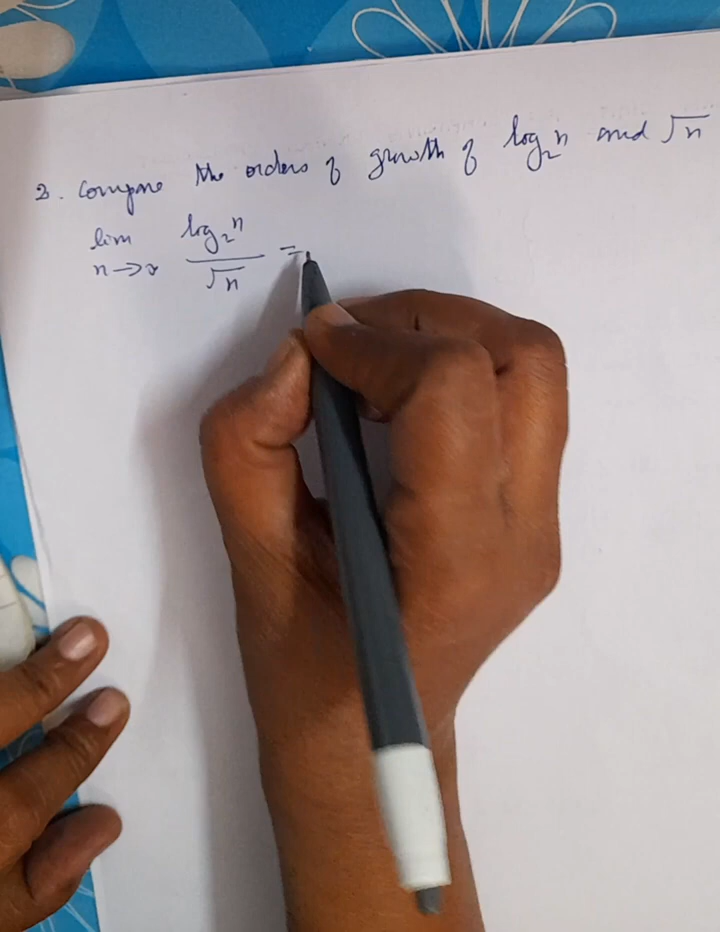 2. Compare the orders of growth of log₂n and √n
lim n→∞ log₂n / √n =